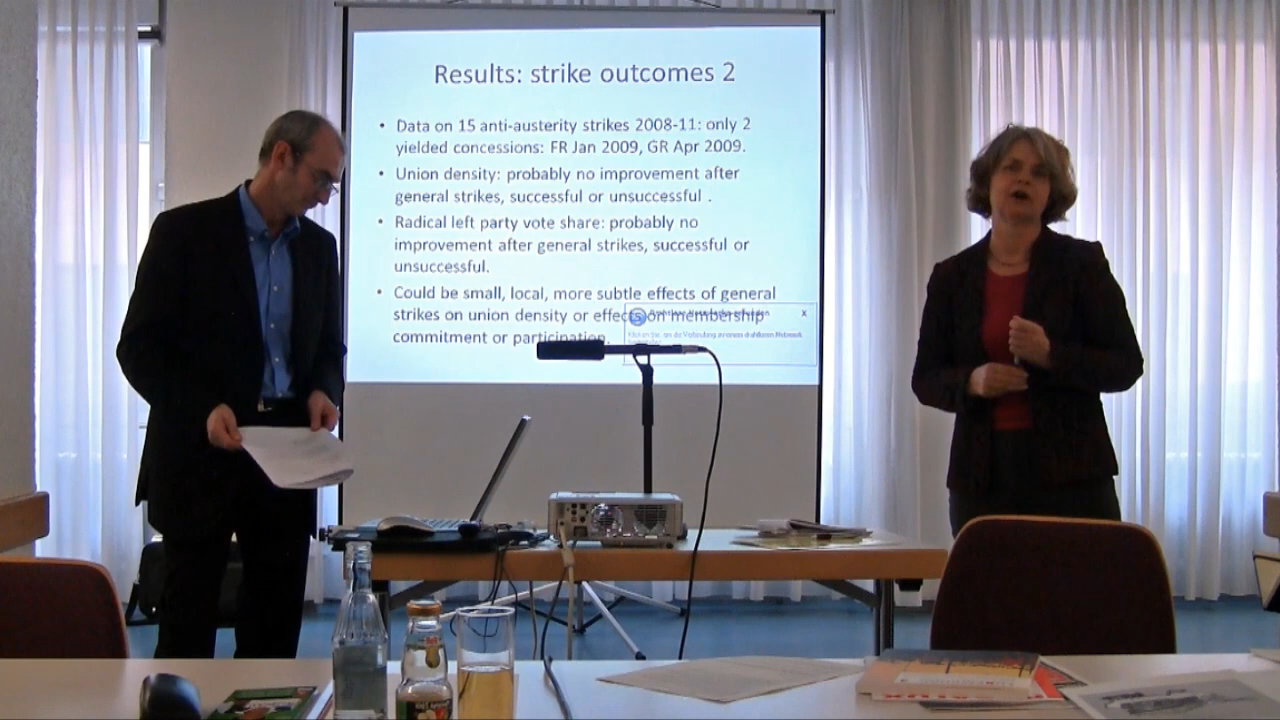 Results: strike outcomes 2
• Data on 15 anti-austerity strikes 2008-11: only 2
yielded concessions: FR Jan 2009, GR Apr 2009.
• Union density: probably no improvement after
general strikes, successful or unsuccessful .
• Radical left party vote share: probably no
improvement after general strikes, successful or
unsuccessful.
• Could be small, local, more subtle effects of general
strikes on union density or effects on membership
commitment or participation.
x